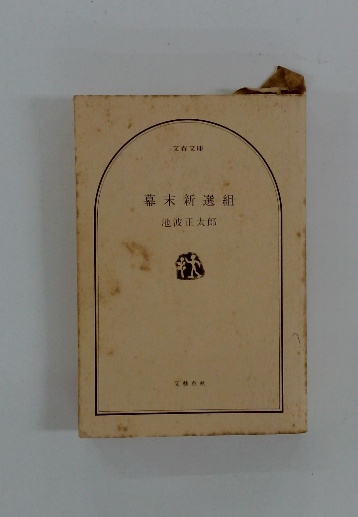 文春文庫
幕末新選組
池波正太郎
文藝春秋